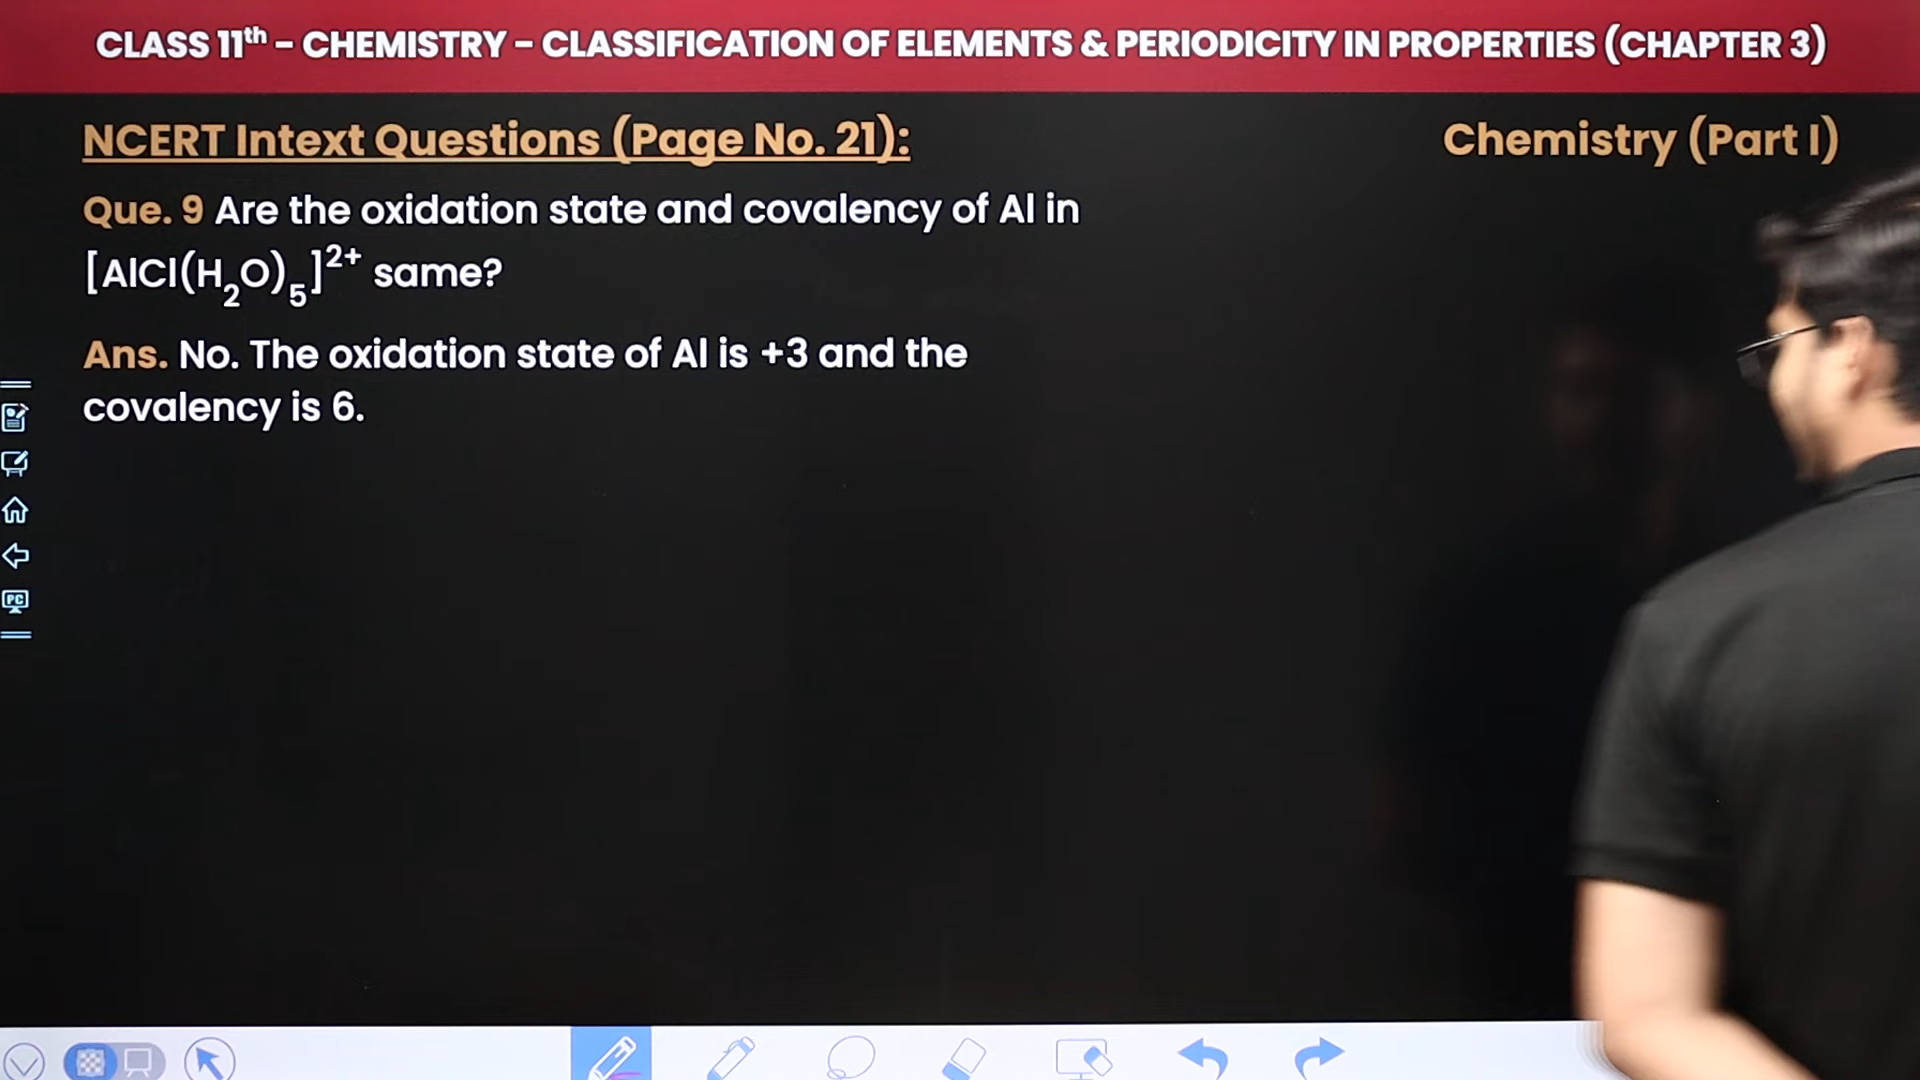 CLASS 11th – CHEMISTRY – CLASSIFICATION OF ELEMENTS & PERIODICITY IN PROPERTIES (CHAPTER 3)
NCERT Intext Questions (Page No. 21):
Chemistry (Part I)
Que. 9 Are the oxidation state and covalency of Al in
[AlCl(H₂O)₅]²⁺ same?
Ans. No. The oxidation state of Al is +3 and the
covalency is 6.
PC